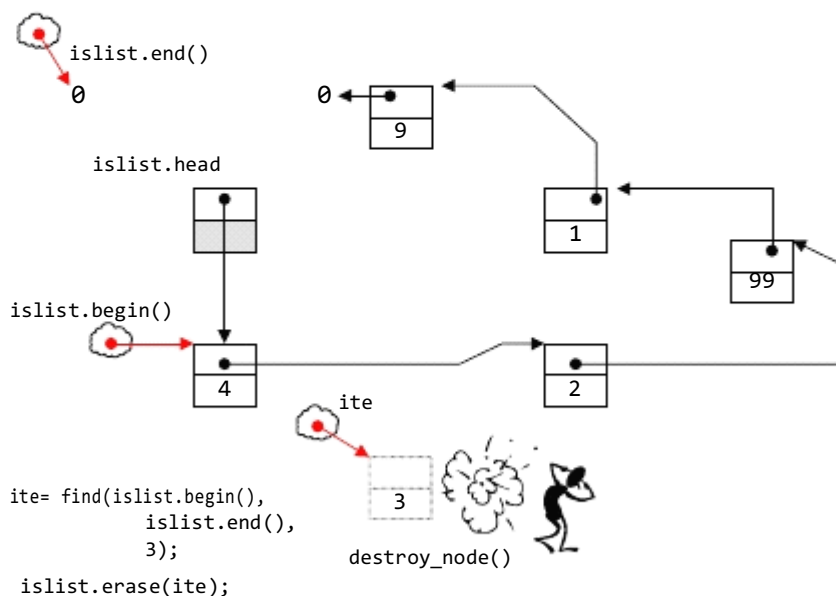 islist.end()
0
0
9
islist.head
1
99
islist.begin()
4
2
ite
3
ite= find(islist.begin(),
islist.end(),
3);
destroy_node()
islist.erase(ite);